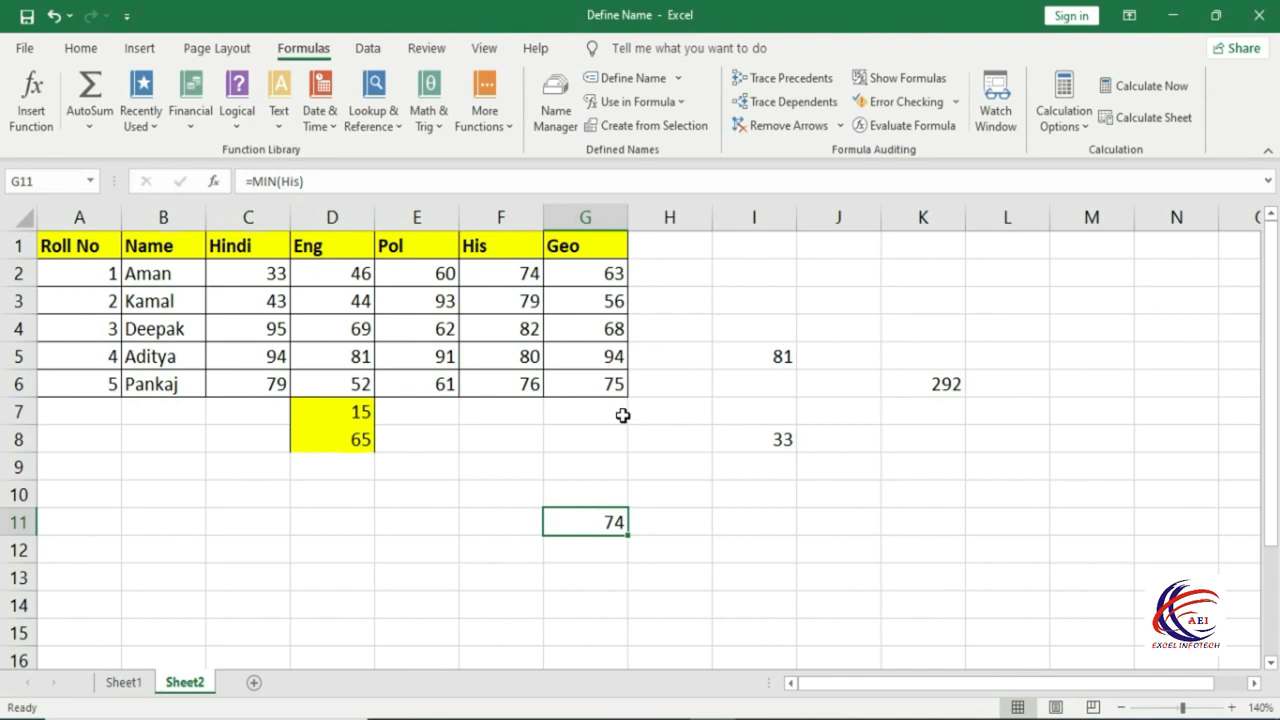 Define Name - Excel
Sign in
File Home Insert Page Layout Formulas Data Review View Help Tell me what you want to do Share
Insert Function
AutoSum
Recently Used
Financial
Logical
Text
Date & Time
Lookup & Reference
Math & Trig
More Functions
Function Library
Name Manager
Define Name
Use in Formula
Create from Selection
Defined Names
Trace Precedents
Trace Dependents
Remove Arrows
Show Formulas
Error Checking
Evaluate Formula
Formula Auditing
Watch Window
Calculation Options
Calculate Now
Calculate Sheet
Calculation
G11 fx =MIN(His)
A B C D E F G H I J K L M N
1 Roll No Name Hindi Eng Pol His Geo
2 1 Aman 33 46 60 74 63
3 2 Kamal 43 44 93 79 56
4 3 Deepak 95 69 62 82 68
5 4 Aditya 94 81 91 80 94 81
6 5 Pankaj 79 52 61 76 75 292
7 15
8 65 33
9
10
11 74
12
13
14
15
16
AEI
EXCEL INFOTECH
Sheet1 Sheet2
Ready 140%